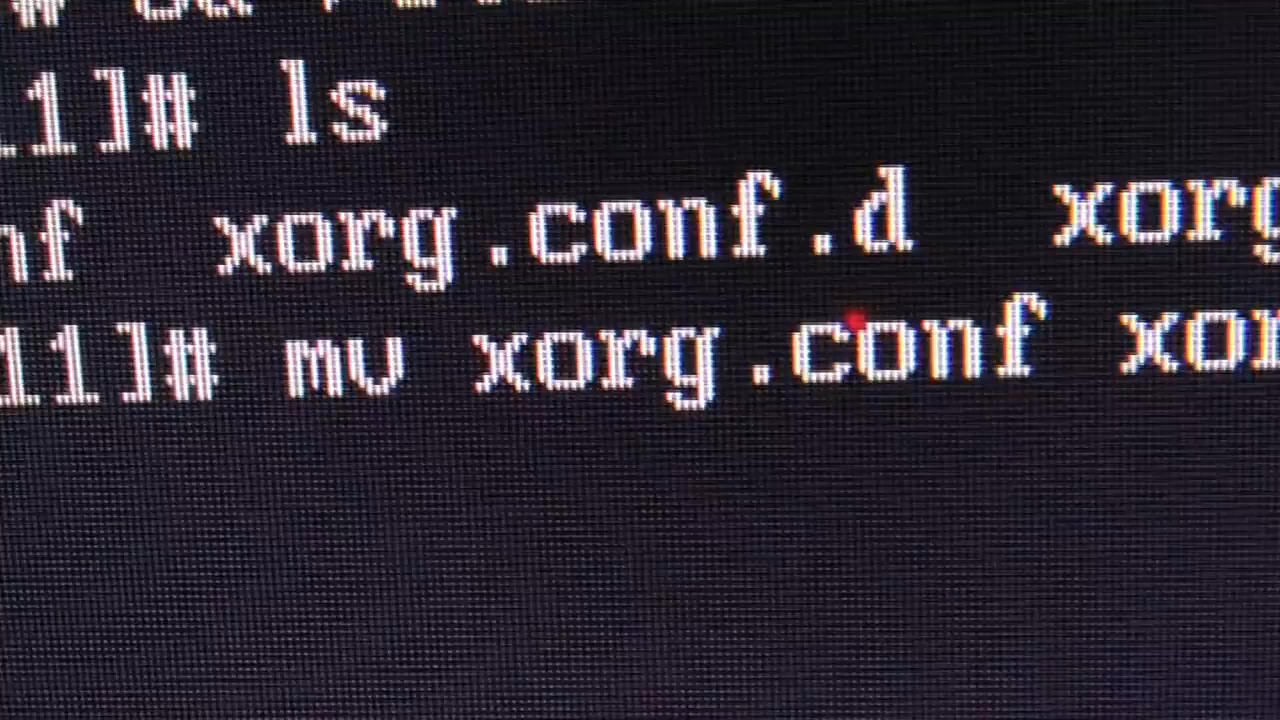 11]# ls
nf xorg.conf.d xorg
11]# mv xorg.conf xor